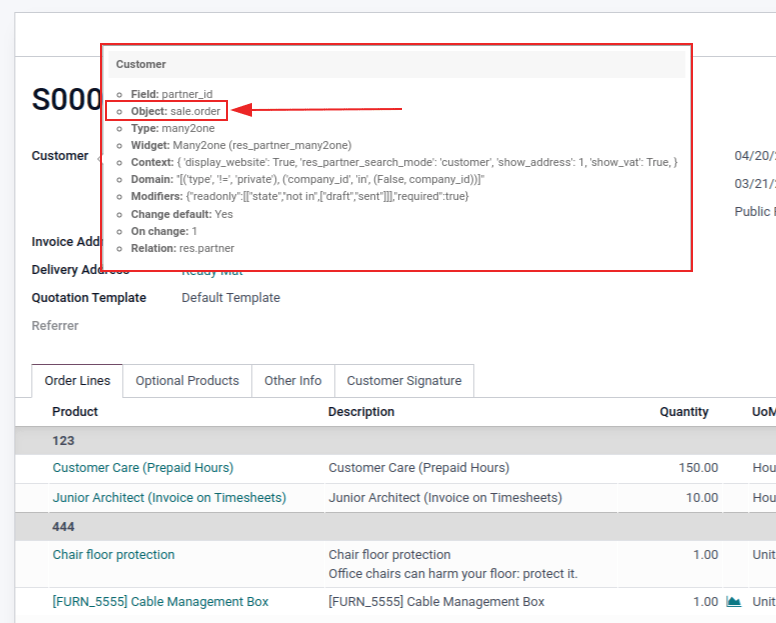 Customer
S000
Field: partner_id
Object: sale.order
Type: many2one
Widget: Many2one (res_partner_many2one)
Customer
Context: { 'display_website': True, 'res_partner_search_mode': 'customer', 'show_address': 1, 'show_vat': True, }
04/20/2
Domain: "[('type', '!=', 'private'), ('company_id', 'in', (False, company_id))]"
03/21/2
Modifiers: {"readonly":[["state","not in",["draft","sent"]]],"required":true}
Change default: Yes
Public
On change: 1
Invoice Add
Relation: res.partner
Delivery Address
Ready Mat
Quotation Template
Default Template
Referrer
Order Lines
Optional Products
Other Info
Customer Signature
Product
Description
Quantity
UoM
123
Customer Care (Prepaid Hours)
Customer Care (Prepaid Hours)
150.00
Hou
Junior Architect (Invoice on Timesheets)
Junior Architect (Invoice on Timesheets)
10.00
Hou
444
Chair floor protection
Chair floor protection
1.00
Unit
Office chairs can harm your floor: protect it.
[FURN_5555] Cable Management Box
[FURN_5555] Cable Management Box
1.00
Unit